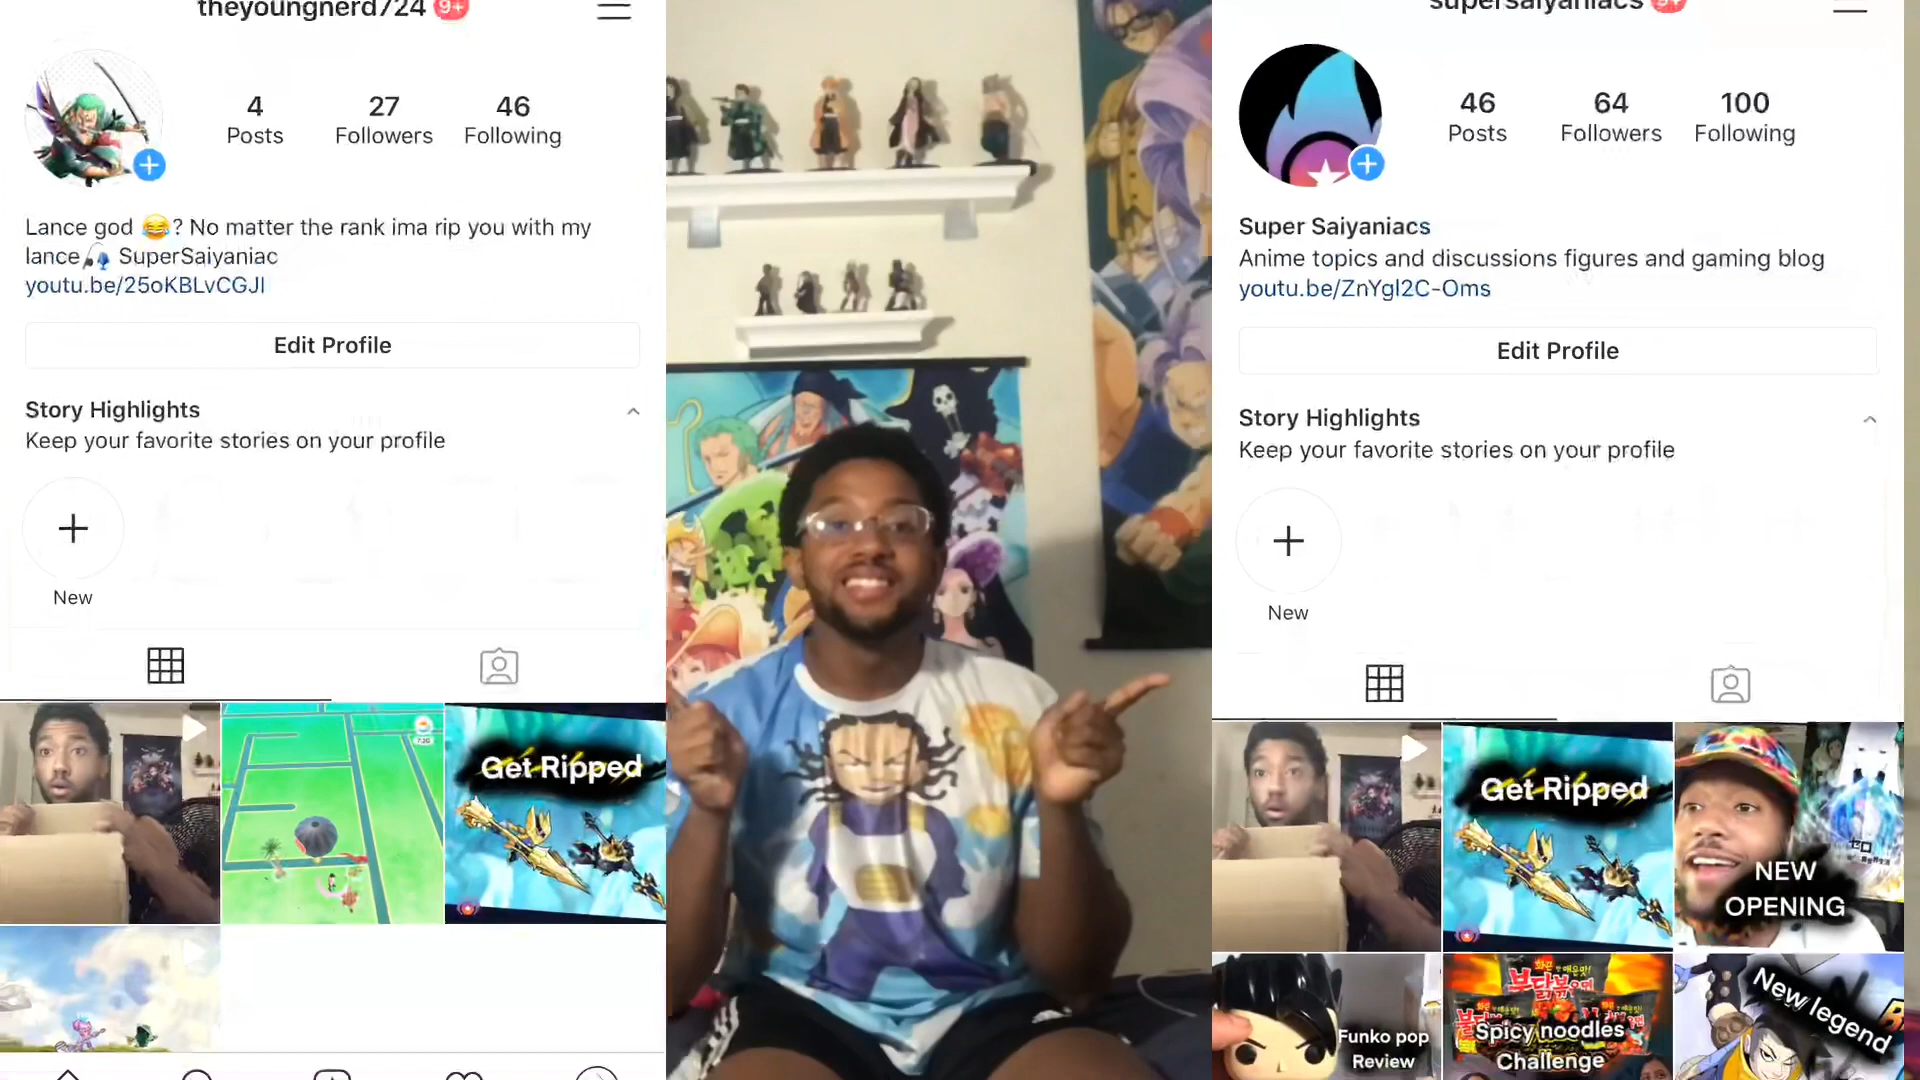 theyoungnerd724 9+
4
Posts
27
Followers
46
Following
Lance god 😂? No matter the rank ima rip you with my
lance🎣 SuperSaiyaniac
youtu.be/25oKBLvCGJI
Edit Profile
Story Highlights
Keep your favorite stories on your profile
New
Get Ripped
supersaiyaniacs 9+
46
Posts
64
Followers
100
Following
Super Saiyaniacs
Anime topics and discussions figures and gaming blog
youtu.be/ZnYgl2C-Oms
Edit Profile
Story Highlights
Keep your favorite stories on your profile
New
Get Ripped
NEW
OPENING
Funko pop
Review
Spicy noodles
Challenge
New legend